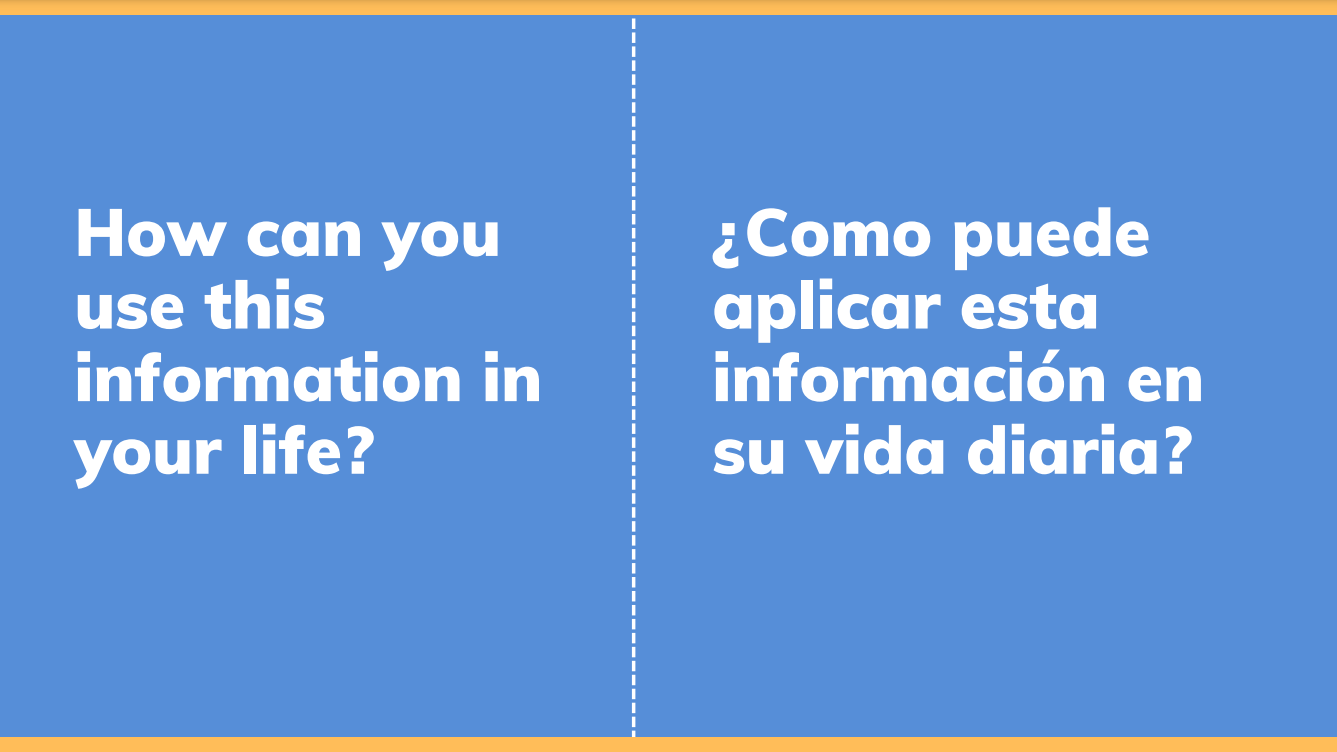 How can you
use this
information in
your life?
¿Como puede
aplicar esta
información en
su vida diaria?